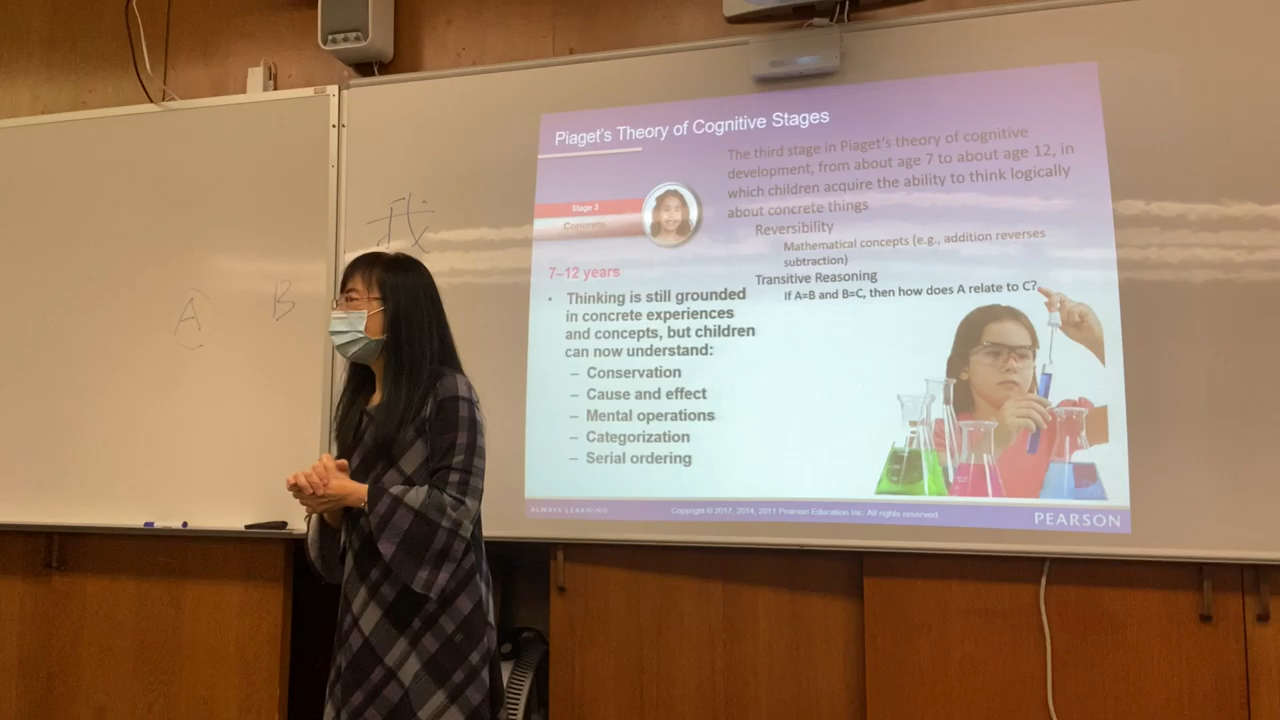 我
A
B
Piaget's Theory of Cognitive Stages
The third stage in Piaget's theory of cognitive
development, from about age 7 to about age 12, in
which children acquire the ability to think logically
about concrete things
Reversibility
Mathematical concepts (e.g., addition reverses
subtraction)
Transitive Reasoning
If A=B and B=C, then how does A relate to C?
Stage 3
Concrete
7–12 years
• Thinking is still grounded
in concrete experiences
and concepts, but children
can now understand:
– Conservation
– Cause and effect
– Mental operations
– Categorization
– Serial ordering
ALWAYS LEARNING
Copyright © 2017, 2014, 2011 Pearson Education Inc. All rights reserved.
PEARSON